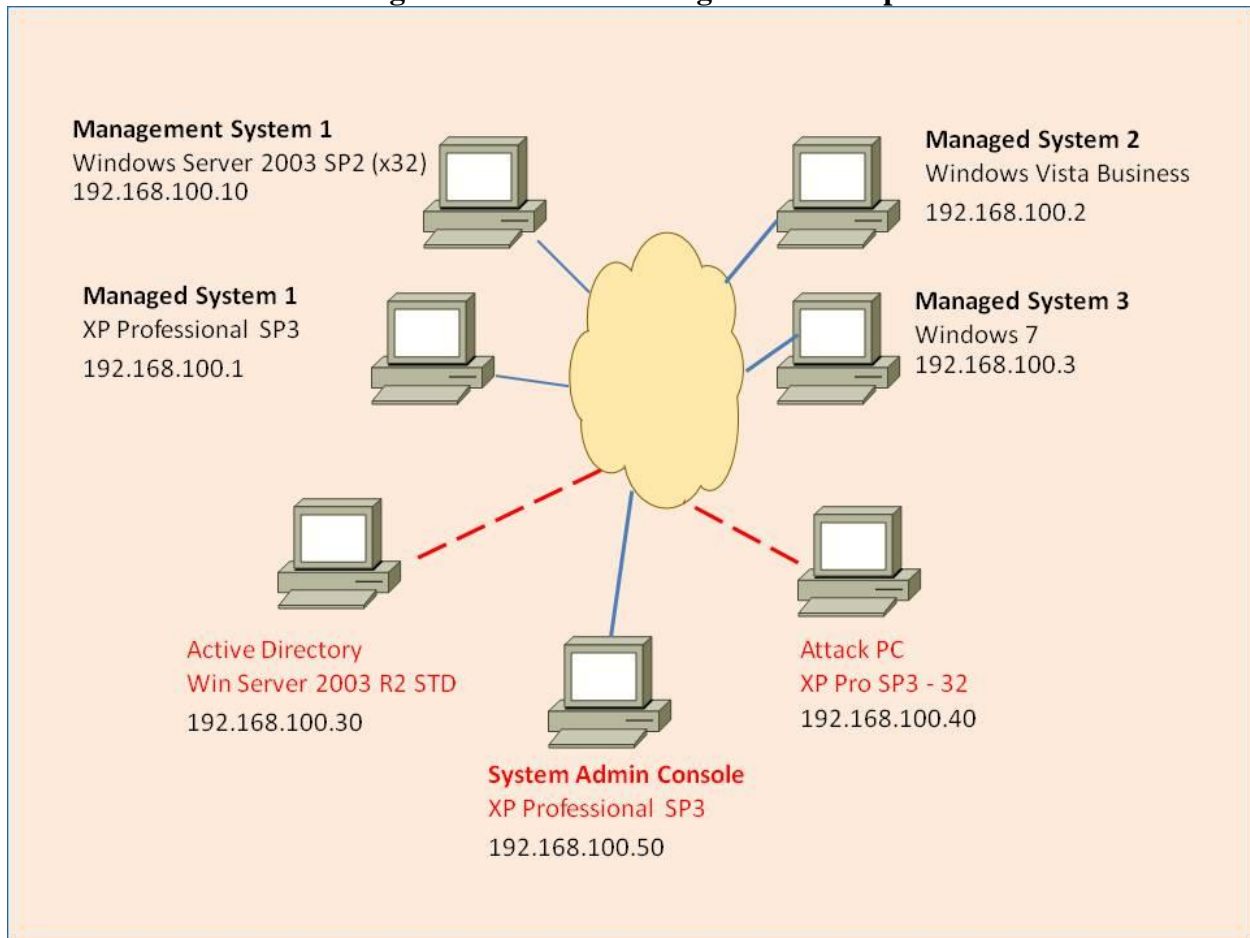 Management System 1
Windows Server 2003 SP2 (x32)
192.168.100.10
Managed System 2
Windows Vista Business
192.168.100.2
Managed System 1
XP Professional SP3
192.168.100.1
Managed System 3
Windows 7
192.168.100.3
Active Directory
Win Server 2003 R2 STD
192.168.100.30
Attack PC
XP Pro SP3 - 32
192.168.100.40
System Admin Console
XP Professional SP3
192.168.100.50